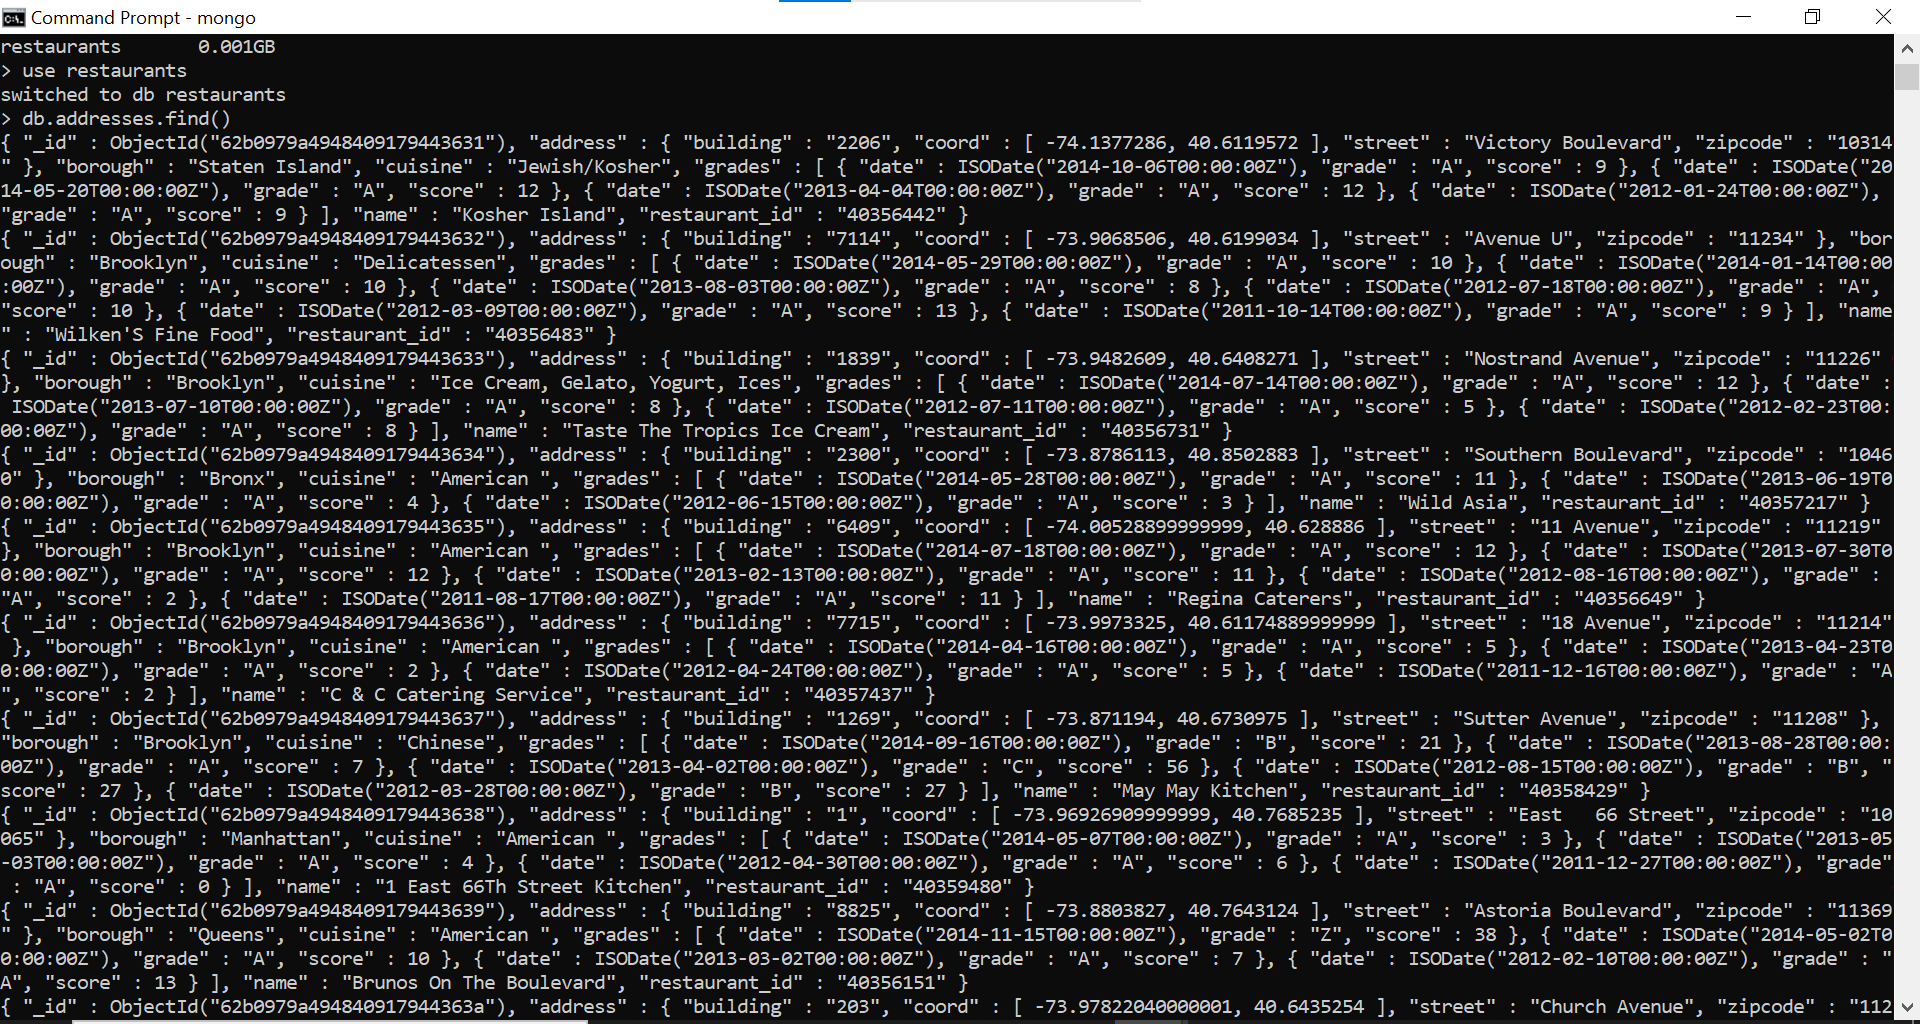 Command Prompt - mongo
restaurants       0.001GB
> use restaurants
switched to db restaurants
> db.addresses.find()
{ "_id" : ObjectId("62b0979a4948409179443631"), "address" : { "building" : "2206", "coord" : [ -74.1377286, 40.6119572 ], "street" : "Victory Boulevard", "zipcode" : "10314
" }, "borough" : "Staten Island", "cuisine" : "Jewish/Kosher", "grades" : [ { "date" : ISODate("2014-10-06T00:00:00Z"), "grade" : "A", "score" : 9 }, { "date" : ISODate("20
14-05-20T00:00:00Z"), "grade" : "A", "score" : 12 }, { "date" : ISODate("2013-04-04T00:00:00Z"), "grade" : "A", "score" : 12 }, { "date" : ISODate("2012-01-24T00:00:00Z"),
"grade" : "A", "score" : 9 } ], "name" : "Kosher Island", "restaurant_id" : "40356442" }
{ "_id" : ObjectId("62b0979a4948409179443632"), "address" : { "building" : "7114", "coord" : [ -73.9068506, 40.6199034 ], "street" : "Avenue U", "zipcode" : "11234" }, "bor
ough" : "Brooklyn", "cuisine" : "Delicatessen", "grades" : [ { "date" : ISODate("2014-05-29T00:00:00Z"), "grade" : "A", "score" : 10 }, { "date" : ISODate("2014-01-14T00:00
:00Z"), "grade" : "A", "score" : 10 }, { "date" : ISODate("2013-08-03T00:00:00Z"), "grade" : "A", "score" : 8 }, { "date" : ISODate("2012-07-18T00:00:00Z"), "grade" : "A",
"score" : 10 }, { "date" : ISODate("2012-03-09T00:00:00Z"), "grade" : "A", "score" : 13 }, { "date" : ISODate("2011-10-14T00:00:00Z"), "grade" : "A", "score" : 9 } ], "name
" : "Wilken'S Fine Food", "restaurant_id" : "40356483" }
{ "_id" : ObjectId("62b0979a4948409179443633"), "address" : { "building" : "1839", "coord" : [ -73.9482609, 40.6408271 ], "street" : "Nostrand Avenue", "zipcode" : "11226"
}, "borough" : "Brooklyn", "cuisine" : "Ice Cream, Gelato, Yogurt, Ices", "grades" : [ { "date" : ISODate("2014-07-14T00:00:00Z"), "grade" : "A", "score" : 12 }, { "date" :
 ISODate("2013-07-10T00:00:00Z"), "grade" : "A", "score" : 8 }, { "date" : ISODate("2012-07-11T00:00:00Z"), "grade" : "A", "score" : 5 }, { "date" : ISODate("2012-02-23T00:
00:00Z"), "grade" : "A", "score" : 8 } ], "name" : "Taste The Tropics Ice Cream", "restaurant_id" : "40356731" }
{ "_id" : ObjectId("62b0979a4948409179443634"), "address" : { "building" : "2300", "coord" : [ -73.8786113, 40.8502883 ], "street" : "Southern Boulevard", "zipcode" : "1046
0" }, "borough" : "Bronx", "cuisine" : "American ", "grades" : [ { "date" : ISODate("2014-05-28T00:00:00Z"), "grade" : "A", "score" : 11 }, { "date" : ISODate("2013-06-19T0
0:00:00Z"), "grade" : "A", "score" : 4 }, { "date" : ISODate("2012-06-15T00:00:00Z"), "grade" : "A", "score" : 3 } ], "name" : "Wild Asia", "restaurant_id" : "40357217" }
{ "_id" : ObjectId("62b0979a4948409179443635"), "address" : { "building" : "6409", "coord" : [ -74.00528899999999, 40.628886 ], "street" : "11 Avenue", "zipcode" : "11219"
}, "borough" : "Brooklyn", "cuisine" : "American ", "grades" : [ { "date" : ISODate("2014-07-18T00:00:00Z"), "grade" : "A", "score" : 12 }, { "date" : ISODate("2013-07-30T0
0:00:00Z"), "grade" : "A", "score" : 12 }, { "date" : ISODate("2013-02-13T00:00:00Z"), "grade" : "A", "score" : 11 }, { "date" : ISODate("2012-08-16T00:00:00Z"), "grade" :
"A", "score" : 2 }, { "date" : ISODate("2011-08-17T00:00:00Z"), "grade" : "A", "score" : 11 } ], "name" : "Regina Caterers", "restaurant_id" : "40356649" }
{ "_id" : ObjectId("62b0979a4948409179443636"), "address" : { "building" : "7715", "coord" : [ -73.9973325, 40.61174889999999 ], "street" : "18 Avenue", "zipcode" : "11214"
 }, "borough" : "Brooklyn", "cuisine" : "American ", "grades" : [ { "date" : ISODate("2014-04-16T00:00:00Z"), "grade" : "A", "score" : 5 }, { "date" : ISODate("2013-04-23T0
0:00:00Z"), "grade" : "A", "score" : 2 }, { "date" : ISODate("2012-04-24T00:00:00Z"), "grade" : "A", "score" : 5 }, { "date" : ISODate("2011-12-16T00:00:00Z"), "grade" : "A
", "score" : 2 } ], "name" : "C & C Catering Service", "restaurant_id" : "40357437" }
{ "_id" : ObjectId("62b0979a4948409179443637"), "address" : { "building" : "1269", "coord" : [ -73.871194, 40.6730975 ], "street" : "Sutter Avenue", "zipcode" : "11208" },
"borough" : "Brooklyn", "cuisine" : "Chinese", "grades" : [ { "date" : ISODate("2014-09-16T00:00:00Z"), "grade" : "B", "score" : 21 }, { "date" : ISODate("2013-08-28T00:00:
00Z"), "grade" : "A", "score" : 7 }, { "date" : ISODate("2013-04-02T00:00:00Z"), "grade" : "C", "score" : 56 }, { "date" : ISODate("2012-08-15T00:00:00Z"), "grade" : "B", "
score" : 27 }, { "date" : ISODate("2012-03-28T00:00:00Z"), "grade" : "B", "score" : 27 } ], "name" : "May May Kitchen", "restaurant_id" : "40358429" }
{ "_id" : ObjectId("62b0979a4948409179443638"), "address" : { "building" : "1", "coord" : [ -73.96926909999999, 40.7685235 ], "street" : "East   66 Street", "zipcode" : "10
065" }, "borough" : "Manhattan", "cuisine" : "American ", "grades" : [ { "date" : ISODate("2014-05-07T00:00:00Z"), "grade" : "A", "score" : 3 }, { "date" : ISODate("2013-05
-03T00:00:00Z"), "grade" : "A", "score" : 4 }, { "date" : ISODate("2012-04-30T00:00:00Z"), "grade" : "A", "score" : 6 }, { "date" : ISODate("2011-12-27T00:00:00Z"), "grade"
 : "A", "score" : 0 } ], "name" : "1 East 66Th Street Kitchen", "restaurant_id" : "40359480" }
{ "_id" : ObjectId("62b0979a4948409179443639"), "address" : { "building" : "8825", "coord" : [ -73.8803827, 40.7643124 ], "street" : "Astoria Boulevard", "zipcode" : "11369
" }, "borough" : "Queens", "cuisine" : "American ", "grades" : [ { "date" : ISODate("2014-11-15T00:00:00Z"), "grade" : "Z", "score" : 38 }, { "date" : ISODate("2014-05-02T0
0:00:00Z"), "grade" : "A", "score" : 10 }, { "date" : ISODate("2013-03-02T00:00:00Z"), "grade" : "A", "score" : 7 }, { "date" : ISODate("2012-02-10T00:00:00Z"), "grade" : "
A", "score" : 13 } ], "name" : "Brunos On The Boulevard", "restaurant_id" : "40356151" }
{ "_id" : ObjectId("62b0979a494840917944363a"), "address" : { "building" : "203", "coord" : [ -73.97822040000001, 40.6435254 ], "street" : "Church Avenue", "zipcode" : "112